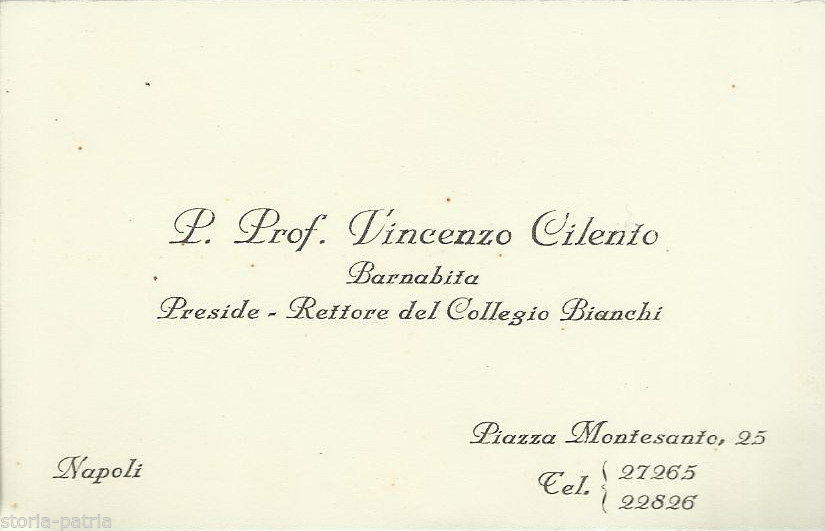 P. Prof. Vincenzo Cilento
Barnabita
Preside - Rettore del Collegio Bianchi
Piazza Montesanto, 25
Napoli
Tel. { 27265
22826
storia-patria